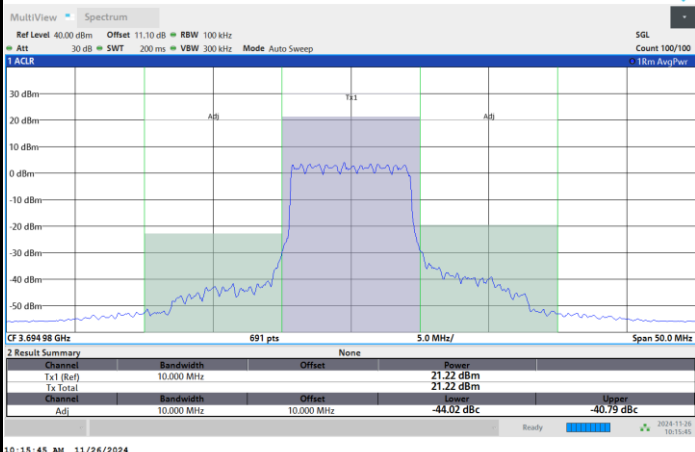 MultiView Spectrum
Ref Level 40.00 dBm Offset 11.10 dB RBW 100 kHz SGL
Att 30 dB SWT 200 ms VBW 300 kHz Mode Auto Sweep Count 100/100
1 ACLR 1Rm AvgPwr
30 dBm
Tx1
20 dBm
Adj Adj
10 dBm
0 dBm
-10 dBm
-20 dBm
-30 dBm
-40 dBm
-50 dBm
CF 3.694 98 GHz 691 pts 5.0 MHz/ Span 50.0 MHz
2 Result Summary None
Channel Bandwidth Offset Power
Tx1 (Ref) 10.000 MHz 21.22 dBm
Tx Total 21.22 dBm
Channel Bandwidth Offset Lower Upper
Adj 10.000 MHz 10.000 MHz -44.02 dBc -40.79 dBc
Ready 2024-11-26
10:15:45
10:15:45 AM 11/26/2024